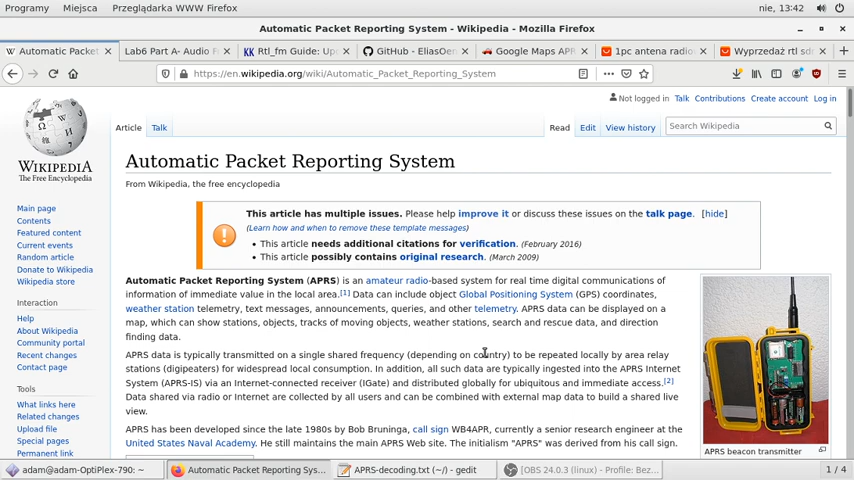 Programy Miejsca Przeglądarka WWW Firefox nie, 13:42
Automatic Packet Reporting System - Wikipedia - Mozilla Firefox
Automatic Packet Lab6 Part A- Audio F Rtl_fm Guide: Up GitHub - EliasOen Google Maps APR 1pc antena radio Wyprzedaż rtl sdr
https://en.wikipedia.org/wiki/Automatic_Packet_Reporting_System
Not logged in Talk Contributions Create account Log in
Article Talk Read Edit View history Search Wikipedia
WIKIPEDIA
The Free Encyclopedia
Main page
Contents
Featured content
Current events
Random article
Donate to Wikipedia
Wikipedia store
Interaction
Help
About Wikipedia
Community portal
Recent changes
Contact page
Tools
What links here
Related changes
Upload file
Special pages
Permanent link
Automatic Packet Reporting System
From Wikipedia, the free encyclopedia
This article has multiple issues. Please help improve it or discuss these issues on the talk page. [hide]
(Learn how and when to remove these template messages)
• This article needs additional citations for verification. (February 2016)
• This article possibly contains original research. (March 2009)
Automatic Packet Reporting System (APRS) is an amateur radio-based system for real time digital communications of
information of immediate value in the local area.[1] Data can include object Global Positioning System (GPS) coordinates,
weather station telemetry, text messages, announcements, queries, and other telemetry. APRS data can be displayed on a
map, which can show stations, objects, tracks of moving objects, weather stations, search and rescue data, and direction
finding data.
APRS data is typically transmitted on a single shared frequency (depending on country) to be repeated locally by area relay
stations (digipeaters) for widespread local consumption. In addition, all such data are typically ingested into the APRS Internet
System (APRS-IS) via an Internet-connected receiver (IGate) and distributed globally for ubiquitous and immediate access.[2]
Data shared via radio or Internet are collected by all users and can be combined with external map data to build a shared live
view.
APRS has been developed since the late 1980s by Bob Bruninga, call sign WB4APR, currently a senior research engineer at the
United States Naval Academy. He still maintains the main APRS Web site. The initialism "APRS" was derived from his call sign.
APRS beacon transmitter
adam@adam-OptiPlex-790: ~ Automatic Packet Reporting Sys... APRS-decoding.txt (~/) - gedit [OBS 24.0.3 (linux) - Profile: Bez... 1 / 4